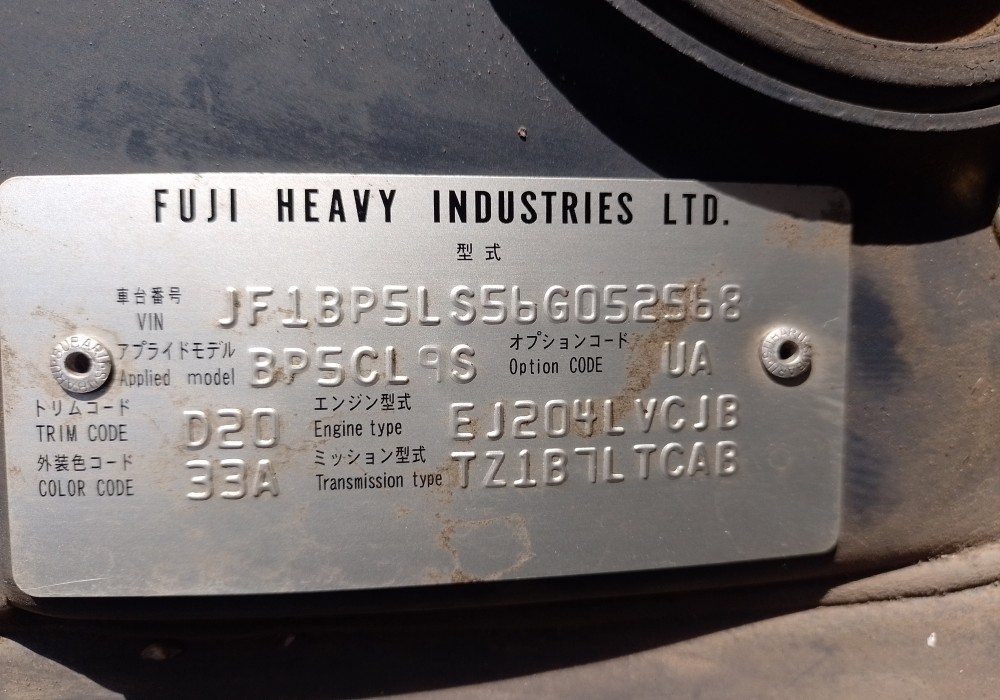 FUJI HEAVY INDUSTRIES LTD.
型式
車台番号
VIN JF1BP5LS56G052568
アプライドモデル オプションコード
Applied model BP5CL9S Option CODE UA
トリムコード エンジン型式
TRIM CODE D20 Engine type EJ204LVCJB
外装色コード ミッション型式
COLOR CODE 33A Transmission type TZ1B7LTCAB